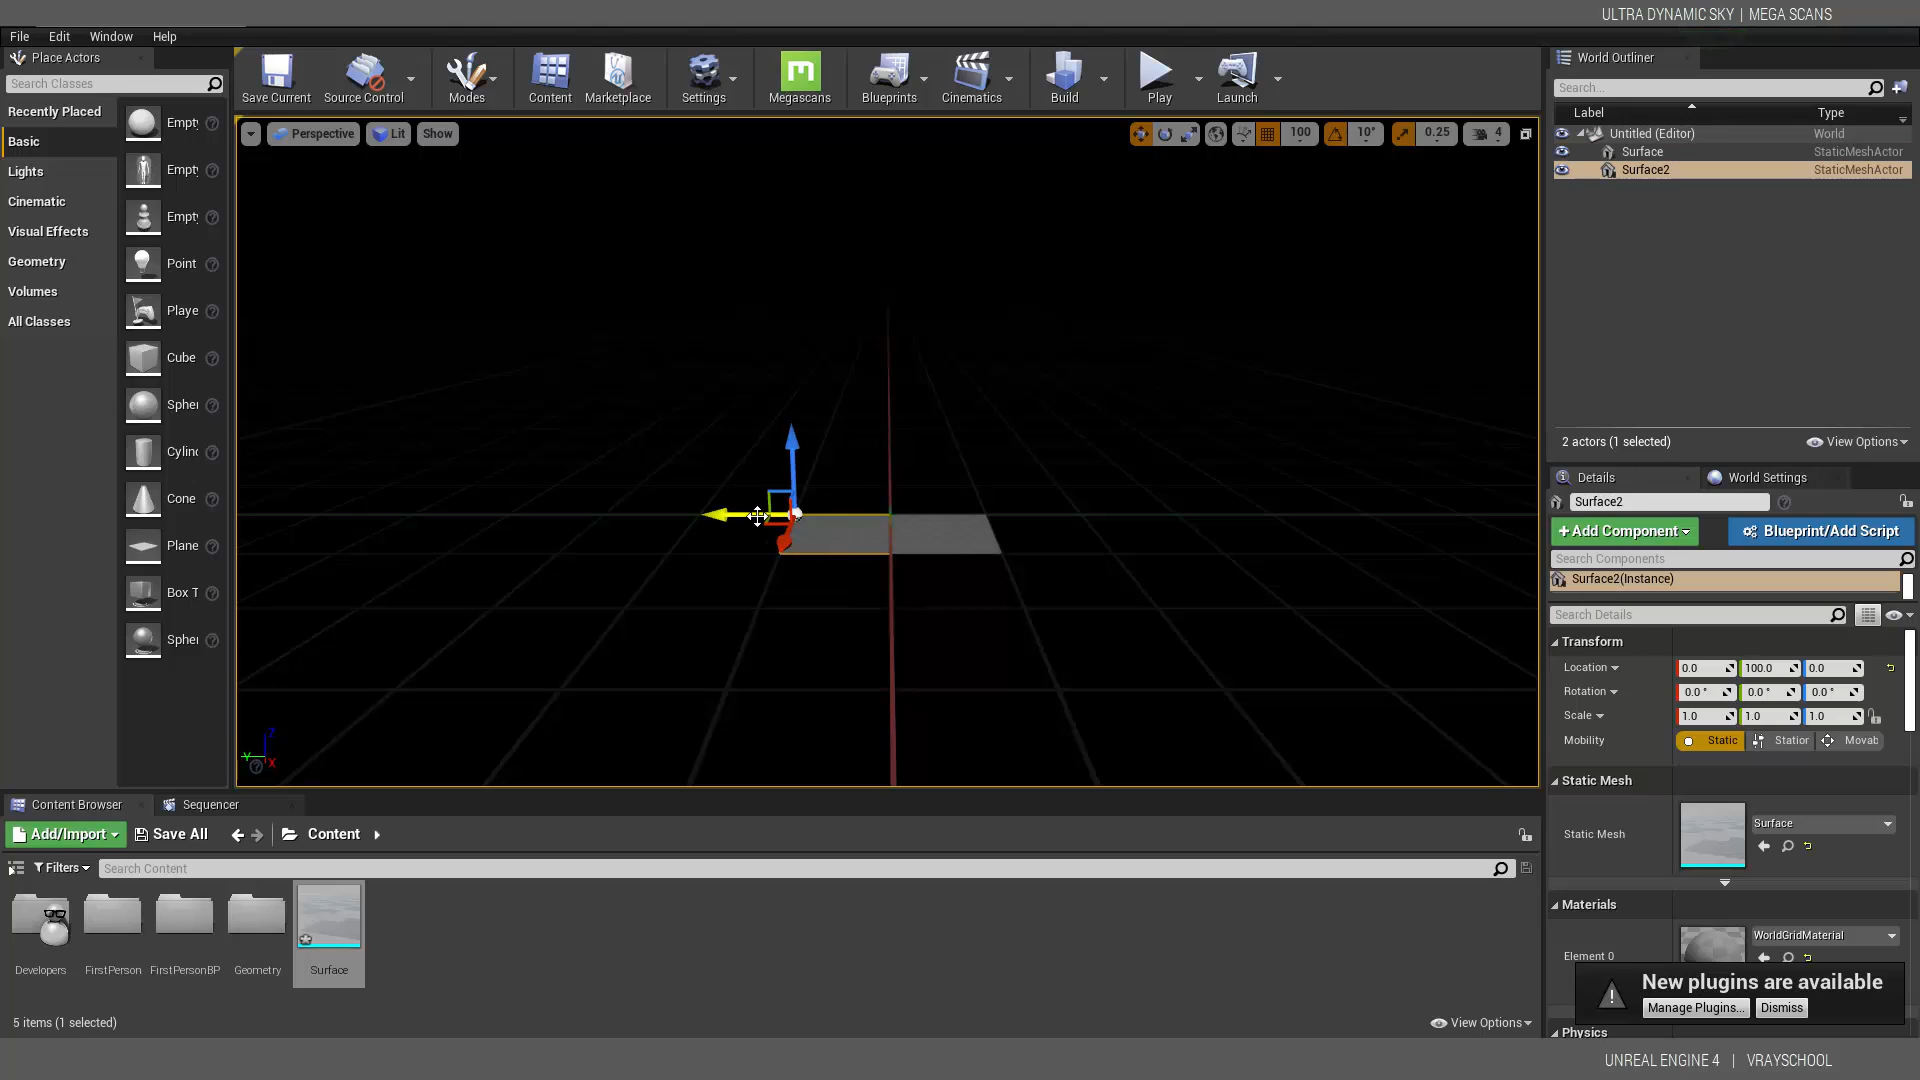 ULTRA DYNAMIC SKY | MEGA SCANS
File Edit Window Help
Place Actors
Search Classes
Recently Placed
Basic
Lights
Cinematic
Visual Effects
Geometry
Volumes
All Classes
Empty
Empty
Empty
Point
Playe
Cube
Spher
Cylind
Cone
Plane
Box T
Spher
Save Current
Source Control
Modes
Content
Marketplace
Settings
Megascans
Blueprints
Cinematics
Build
Play
Launch
Perspective
Lit
Show
100
10°
0.25
4
Z
Y
X
World Outliner
Search...
Label Type
Untitled (Editor) World
Surface StaticMeshActor
Surface2 StaticMeshActor
2 actors (1 selected)
View Options
Details
World Settings
Surface2
+Add Component
Blueprint/Add Script
Search Components
Surface2(Instance)
Search Details
Transform
Location 0.0 100.0 0.0
Rotation 0.0 ° 0.0 ° 0.0 °
Scale 1.0 1.0 1.0
Mobility Static Station Movab
Static Mesh
Static Mesh
Surface
Materials
Element 0
WorldGridMaterial
New plugins are available
Manage Plugins...
Dismiss
Physics
Content Browser
Sequencer
Add/Import
Save All
Content
Filters
Search Content
Developers
FirstPerson
FirstPersonBP
Geometry
Surface
5 items (1 selected)
View Options
UNREAL ENGINE 4 | VRAYSCHOOL